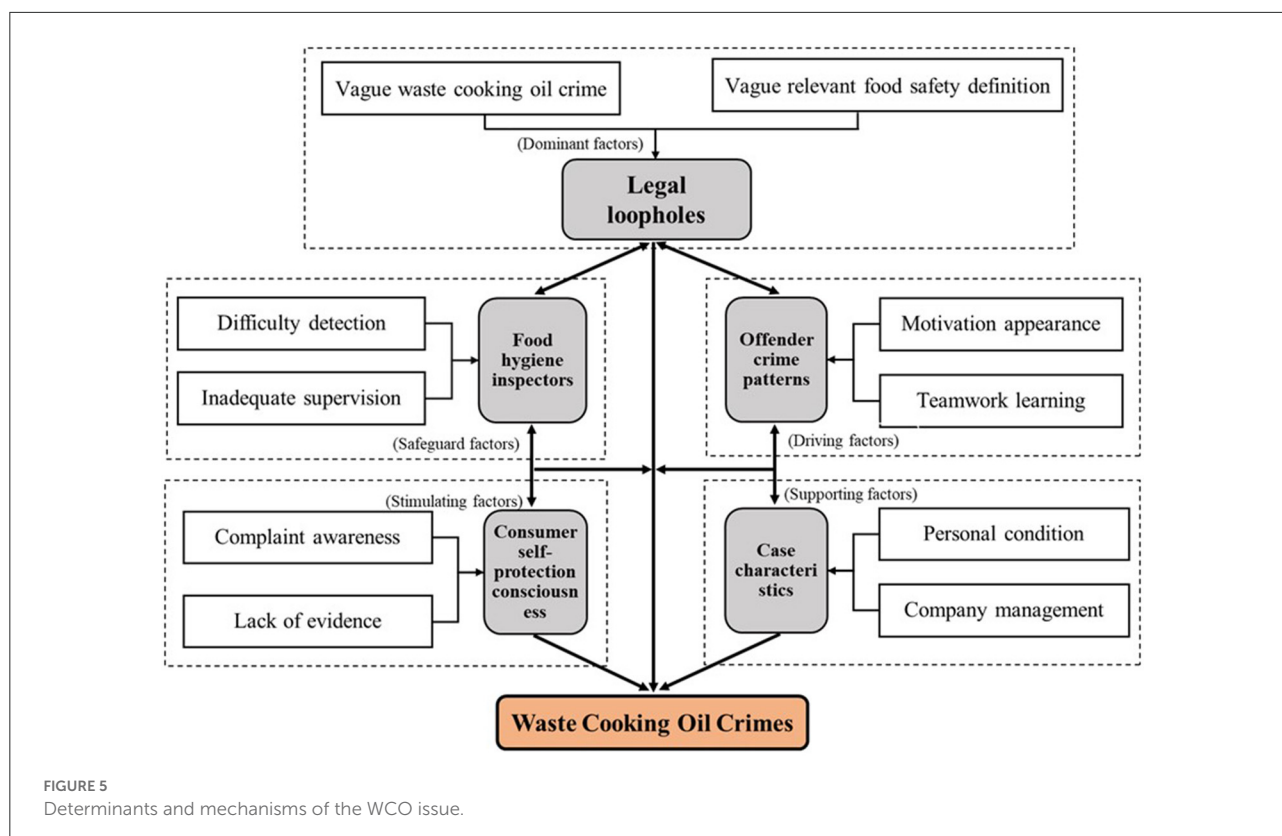 Vague waste cooking oil crime
Vague relevant food safety definition
(Dominant factors)
Legal
loopholes
Difficulty detection
Inadequate supervision
Food
hygiene
inspectors
(Safeguard factors)
Offender
crime
patterns
Motivation appearance
Teamwork learning
(Driving factors)
(Stimulating factors)
Complaint awareness
Lack of evidence
Consumer
self-
protection
consciousn
ess
(Supporting factors)
Case
characteri
stics
Personal condition
Company management
Waste Cooking Oil Crimes
FIGURE 5
Determinants and mechanisms of the WCO issue.